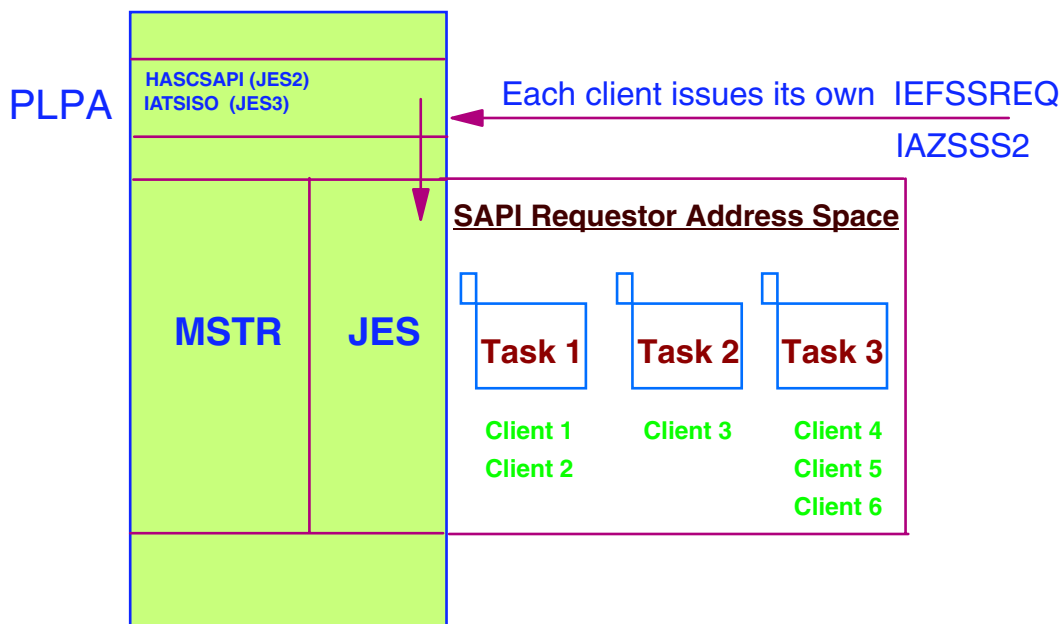 PLPA
HASCSAPI (JES2)
IATSISO (JES3)
Each client issues its own IEFSSREQ
IAZSSS2
SAPI Requestor Address Space
MSTR
JES
Task 1
Task 2
Task 3
Client 1
Client 2
Client 3
Client 4
Client 5
Client 6